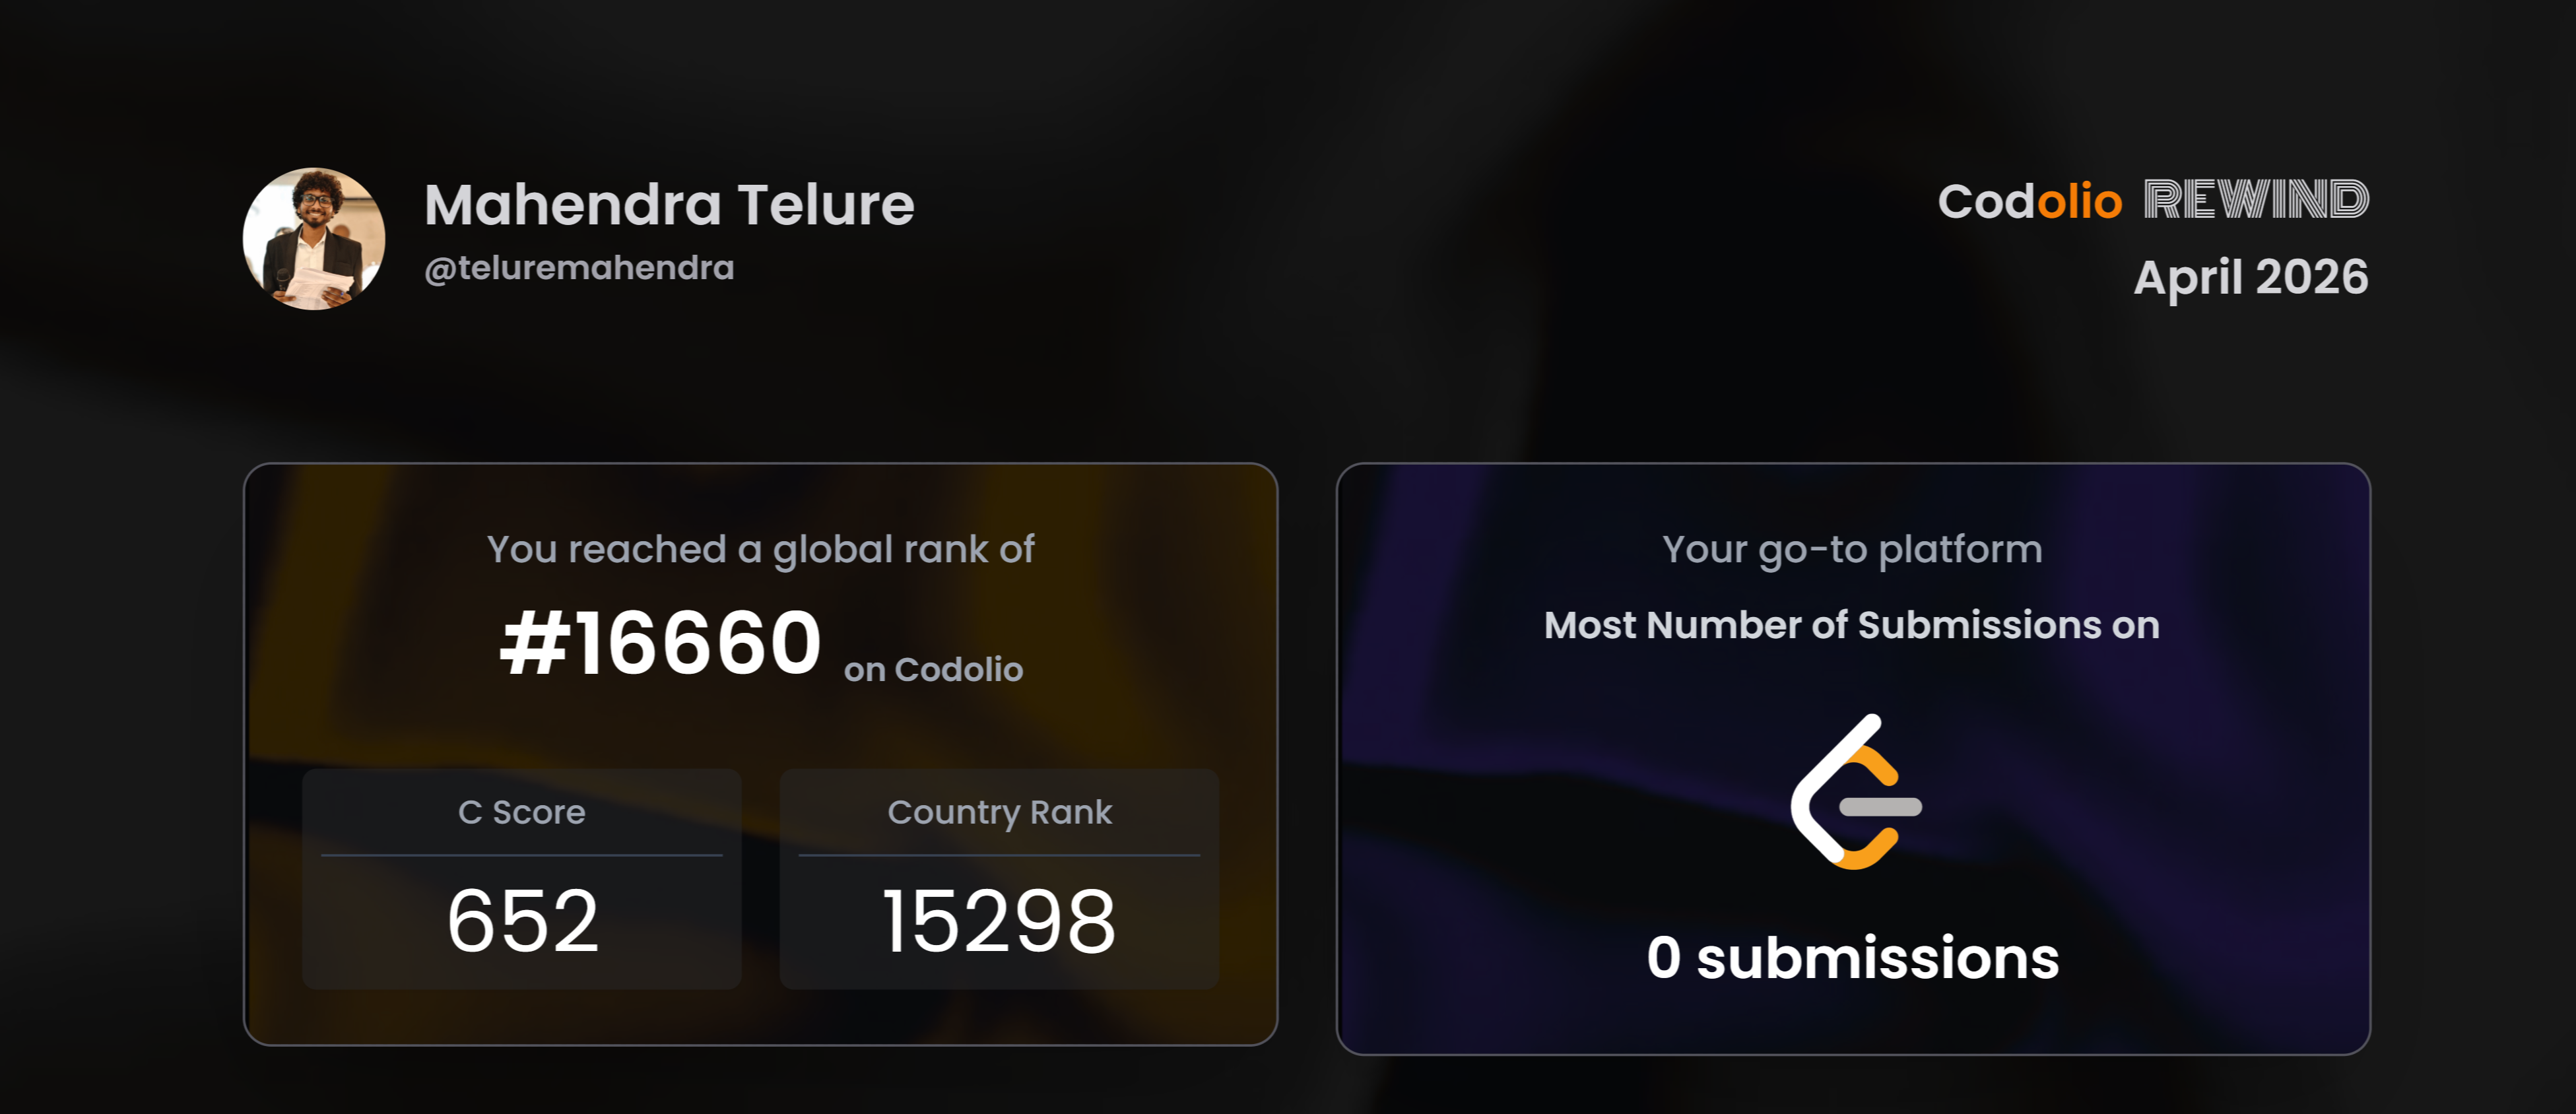 Mahendra Telure
@teluremahendra
Codolio REWIND
April 2026
You reached a global rank of
#16660 on Codolio
C Score
652
Country Rank
15298
Your go-to platform
Most Number of Submissions on
0 submissions